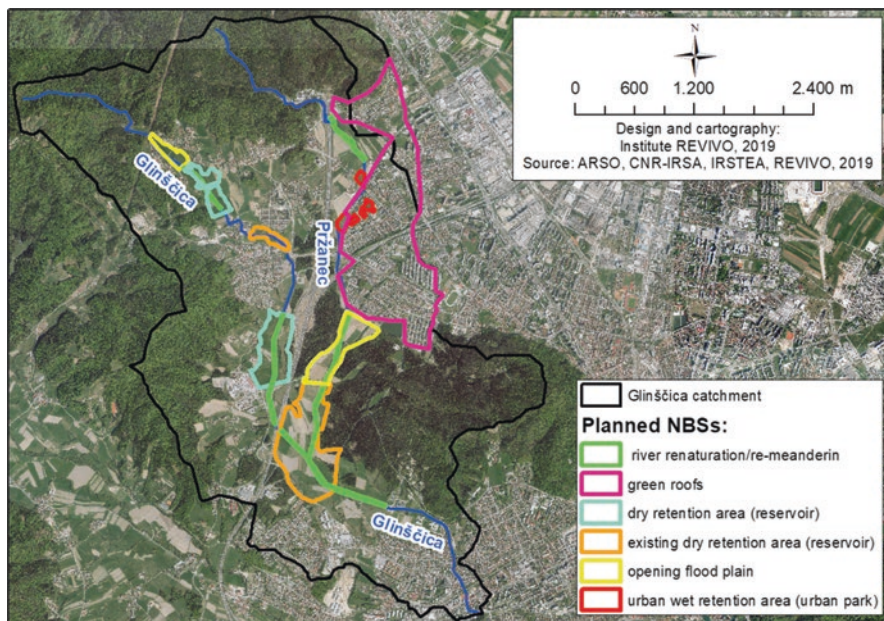 N
0 600 1.200 2.400 m
Design and cartography:
Institute REVIVO, 2019
Source: ARSO, CNR-IRSA, IRSTEA, REVIVO, 2019
Glinščica
Pržanec
Glinščica
Glinščica catchment
Planned NBSs:
river renaturation/re-meanderin
green roofs
dry retention area (reservoir)
existing dry retention area (reservoir)
opening flood plain
urban wet retention area (urban park)